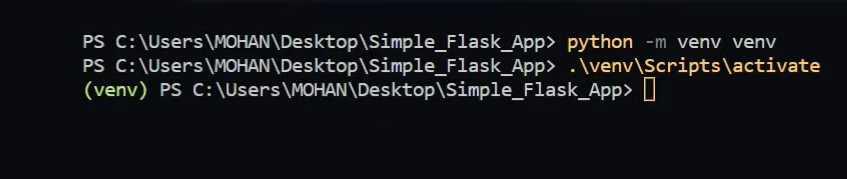 PS C:\Users\MOHAN\Desktop\Simple_Flask_App> python -m venv venv
PS C:\Users\MOHAN\Desktop\Simple_Flask_App> .\venv\Scripts\activate
(venv) PS C:\Users\MOHAN\Desktop\Simple_Flask_App>